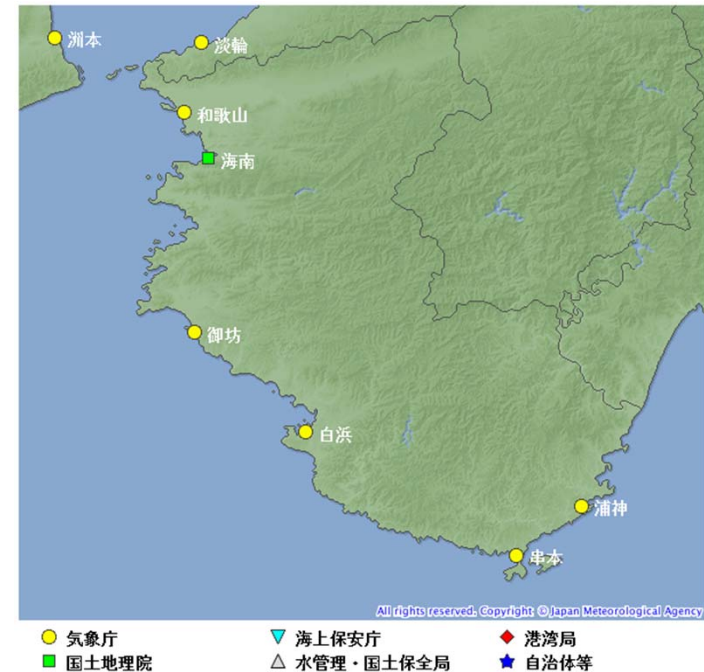 洲本
淡輪
和歌山
海南
御坊
白浜
浦神
串本
All rights reserved. Copyright © Japan Meteorological Agency
気象庁 海上保安庁 港湾局
国土地理院 水管理・国土保全局 自治体等